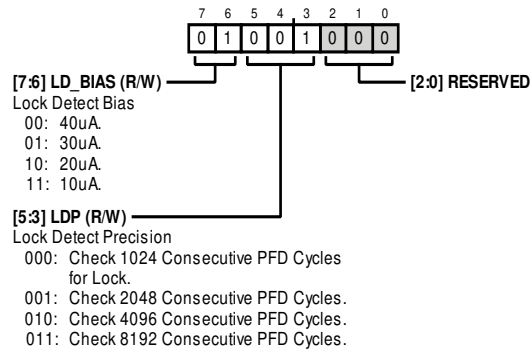 7 6 5 4 3 2 1 0
0 1 0 0 1 0 0 0
[7:6] LD_BIAS (R/W) [2:0] RESERVED
Lock Detect Bias
00: 40uA.
01: 30uA.
10: 20uA.
11: 10uA.
[5:3] LDP (R/W)
Lock Detect Precision
000: Check 1024 Consecutive PFD Cycles
for Lock.
001: Check 2048 Consecutive PFD Cycles.
010: Check 4096 Consecutive PFD Cycles.
011: Check 8192 Consecutive PFD Cycles.